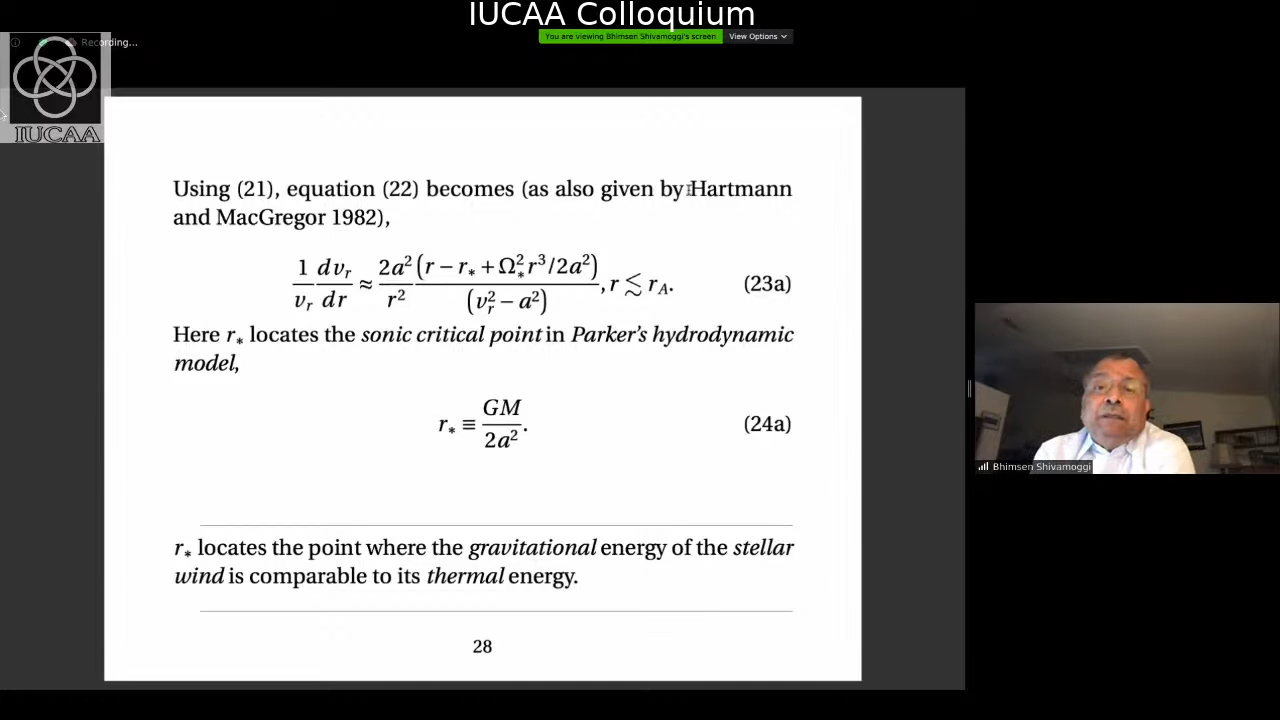 IUCAA Colloquium
You are viewing Bhimsen Shivamoggi's screen
View Options
Recording...
IUCAA
Using (21), equation (22) becomes (as also given by Hartmann
and MacGregor 1982),
1/v_r dv_r/dr ≈ 2a²/r² (r − r_* + Ω_*² r³/2a²)/(v_r² − a²), r ≲ r_A. (23a)
Here r_* locates the sonic critical point in Parker's hydrodynamic
model,
r_* ≡ GM/2a². (24a)
r_* locates the point where the gravitational energy of the stellar
wind is comparable to its thermal energy.
28
Bhimsen Shivamoggi